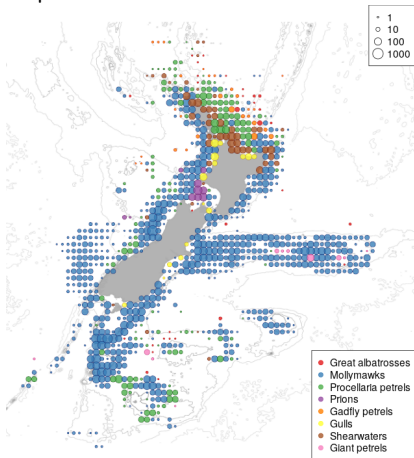 1
10
100
1000
Great albatrosses
Mollymawks
Procellaria petrels
Prions
Gadfly petrels
Gulls
Shearwaters
Giant petrels